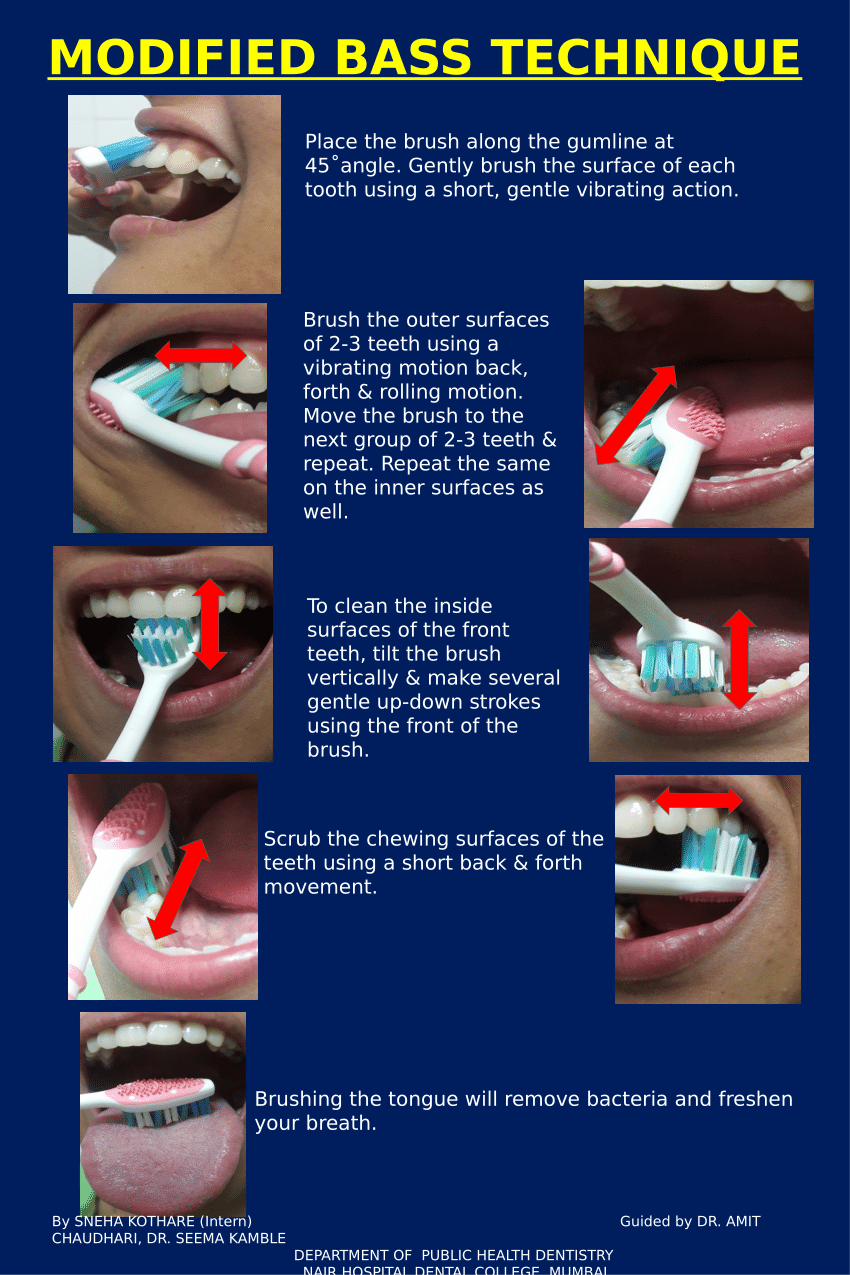 MODIFIED BASS TECHNIQUE
Place the brush along the gumline at
45˚angle. Gently brush the surface of each
tooth using a short, gentle vibrating action.
Brush the outer surfaces
of 2-3 teeth using a
vibrating motion back,
forth & rolling motion.
Move the brush to the
next group of 2-3 teeth &
repeat. Repeat the same
on the inner surfaces as
well.
To clean the inside
surfaces of the front
teeth, tilt the brush
vertically & make several
gentle up-down strokes
using the front of the
brush.
Scrub the chewing surfaces of the
teeth using a short back & forth
movement.
Brushing the tongue will remove bacteria and freshen
your breath.
By SNEHA KOTHARE (Intern) Guided by DR. AMIT
CHAUDHARI, DR. SEEMA KAMBLE
DEPARTMENT OF  PUBLIC HEALTH DENTISTRY
NAIR HOSPITAL DENTAL COLLEGE, MUMBAI